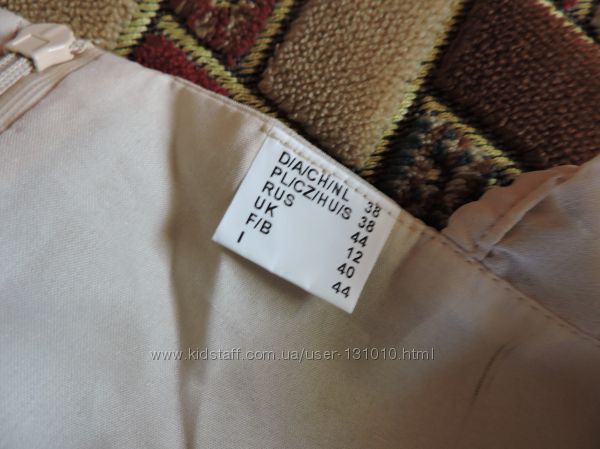 D/A/CH/NL 38
PL/CZ/HU/S 38
RUS 44
UK 12
F/B 40
I 44
www.kidstaff.com.ua/user-131010.html